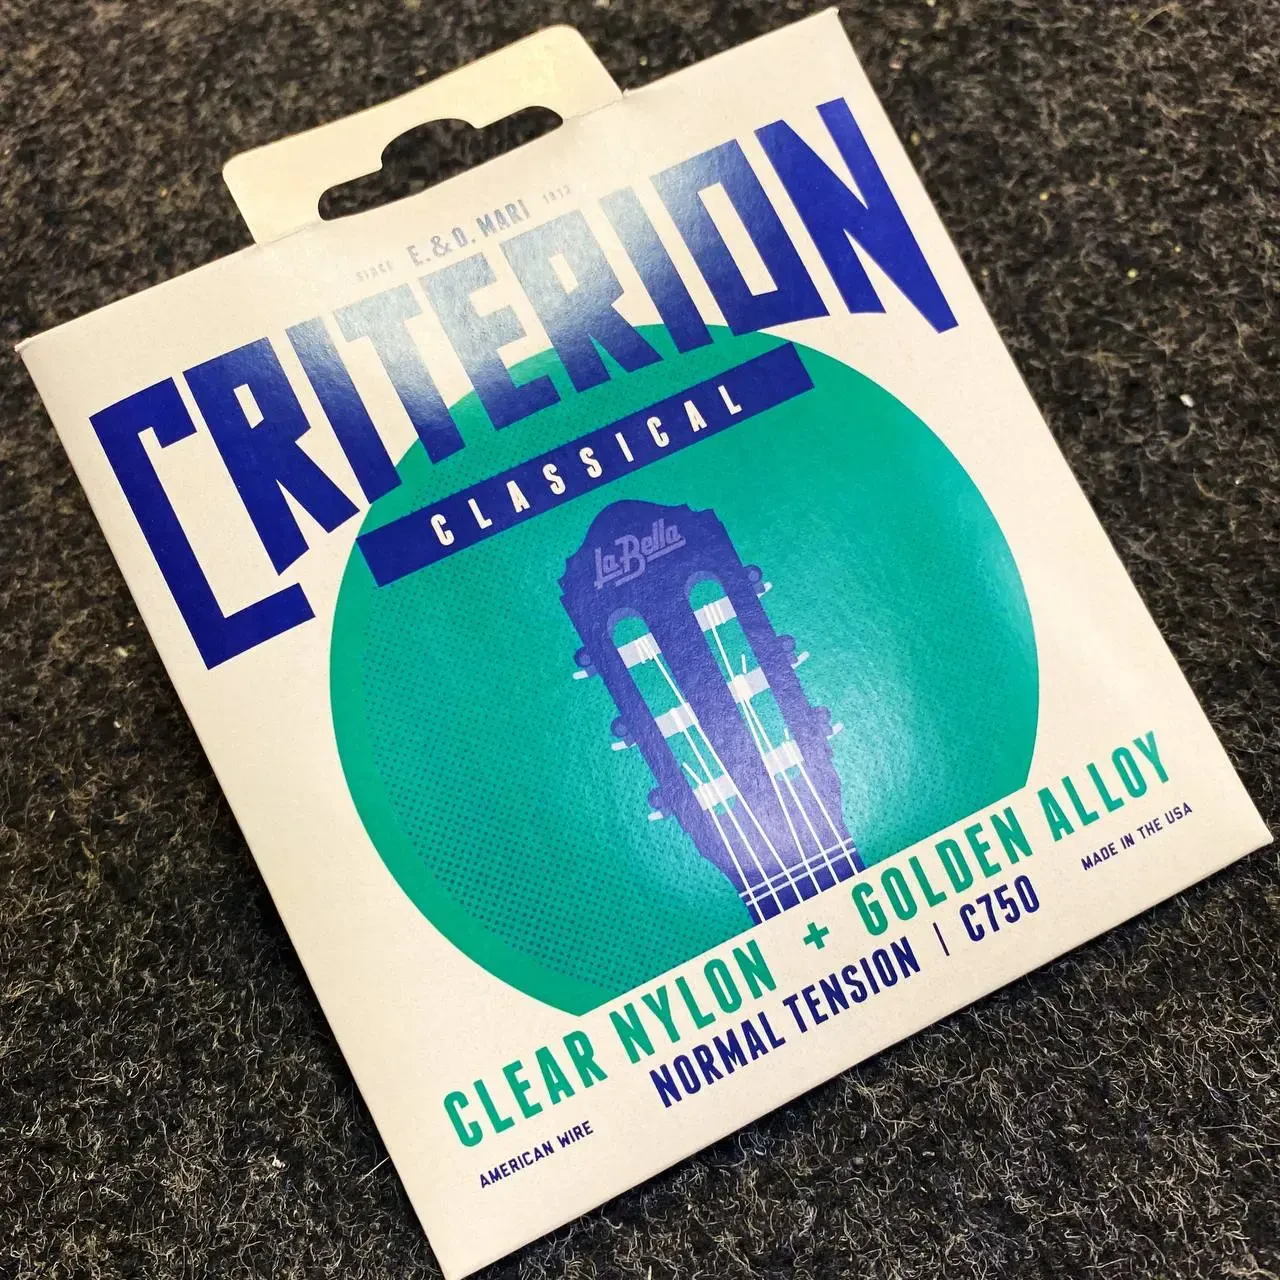 SINCE E.&O. MARI 1913
CRITERION
CLASSICAL
La Bella
CLEAR NYLON + GOLDEN ALLOY
NORMAL TENSION | C750
AMERICAN WIRE
MADE IN THE USA